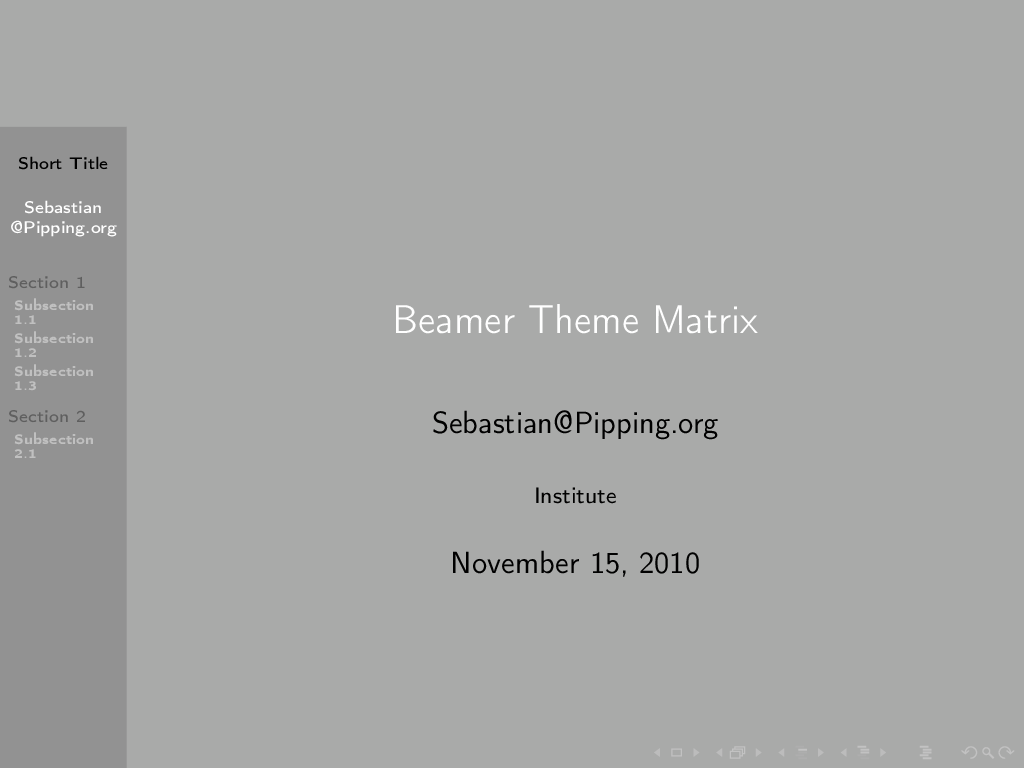 Short Title
Sebastian
@Pipping.org
Section 1
Subsection
1.1
Subsection
1.2
Subsection
1.3
Section 2
Subsection
2.1
Beamer Theme Matrix
Sebastian@Pipping.org
Institute
November 15, 2010